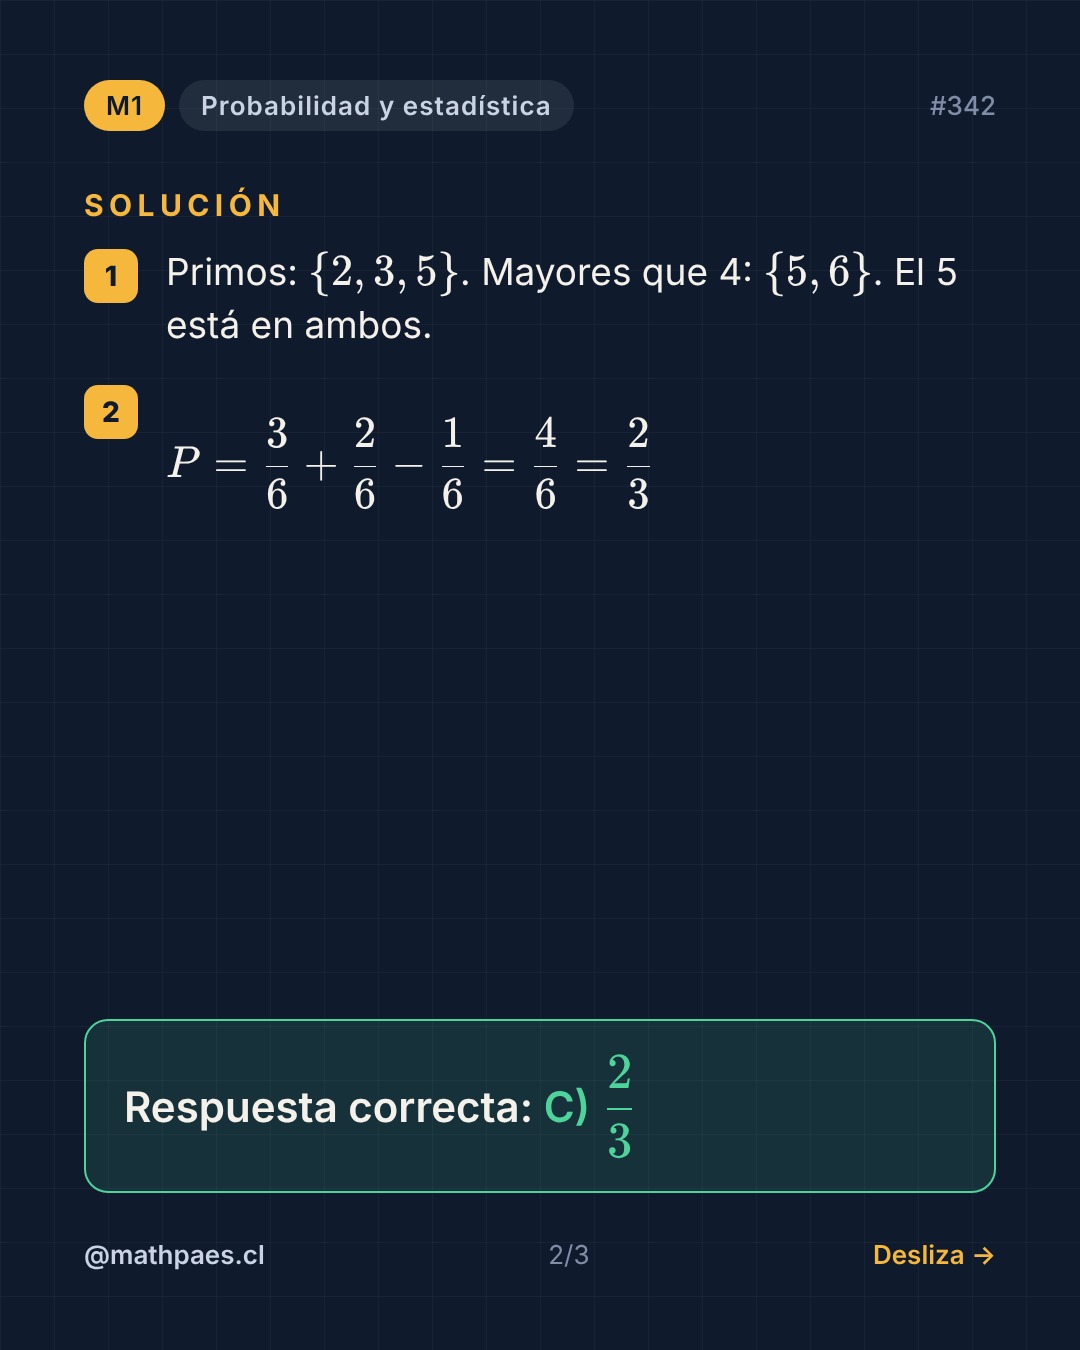 M1 Probabilidad y estadística #342
SOLUCIÓN
1 Primos: {2, 3, 5}. Mayores que 4: {5, 6}. El 5
está en ambos.
2 P = 3/6 + 2/6 − 1/6 = 4/6 = 2/3
Respuesta correcta: C) 2/3
@mathpaes.cl 2/3 Desliza →